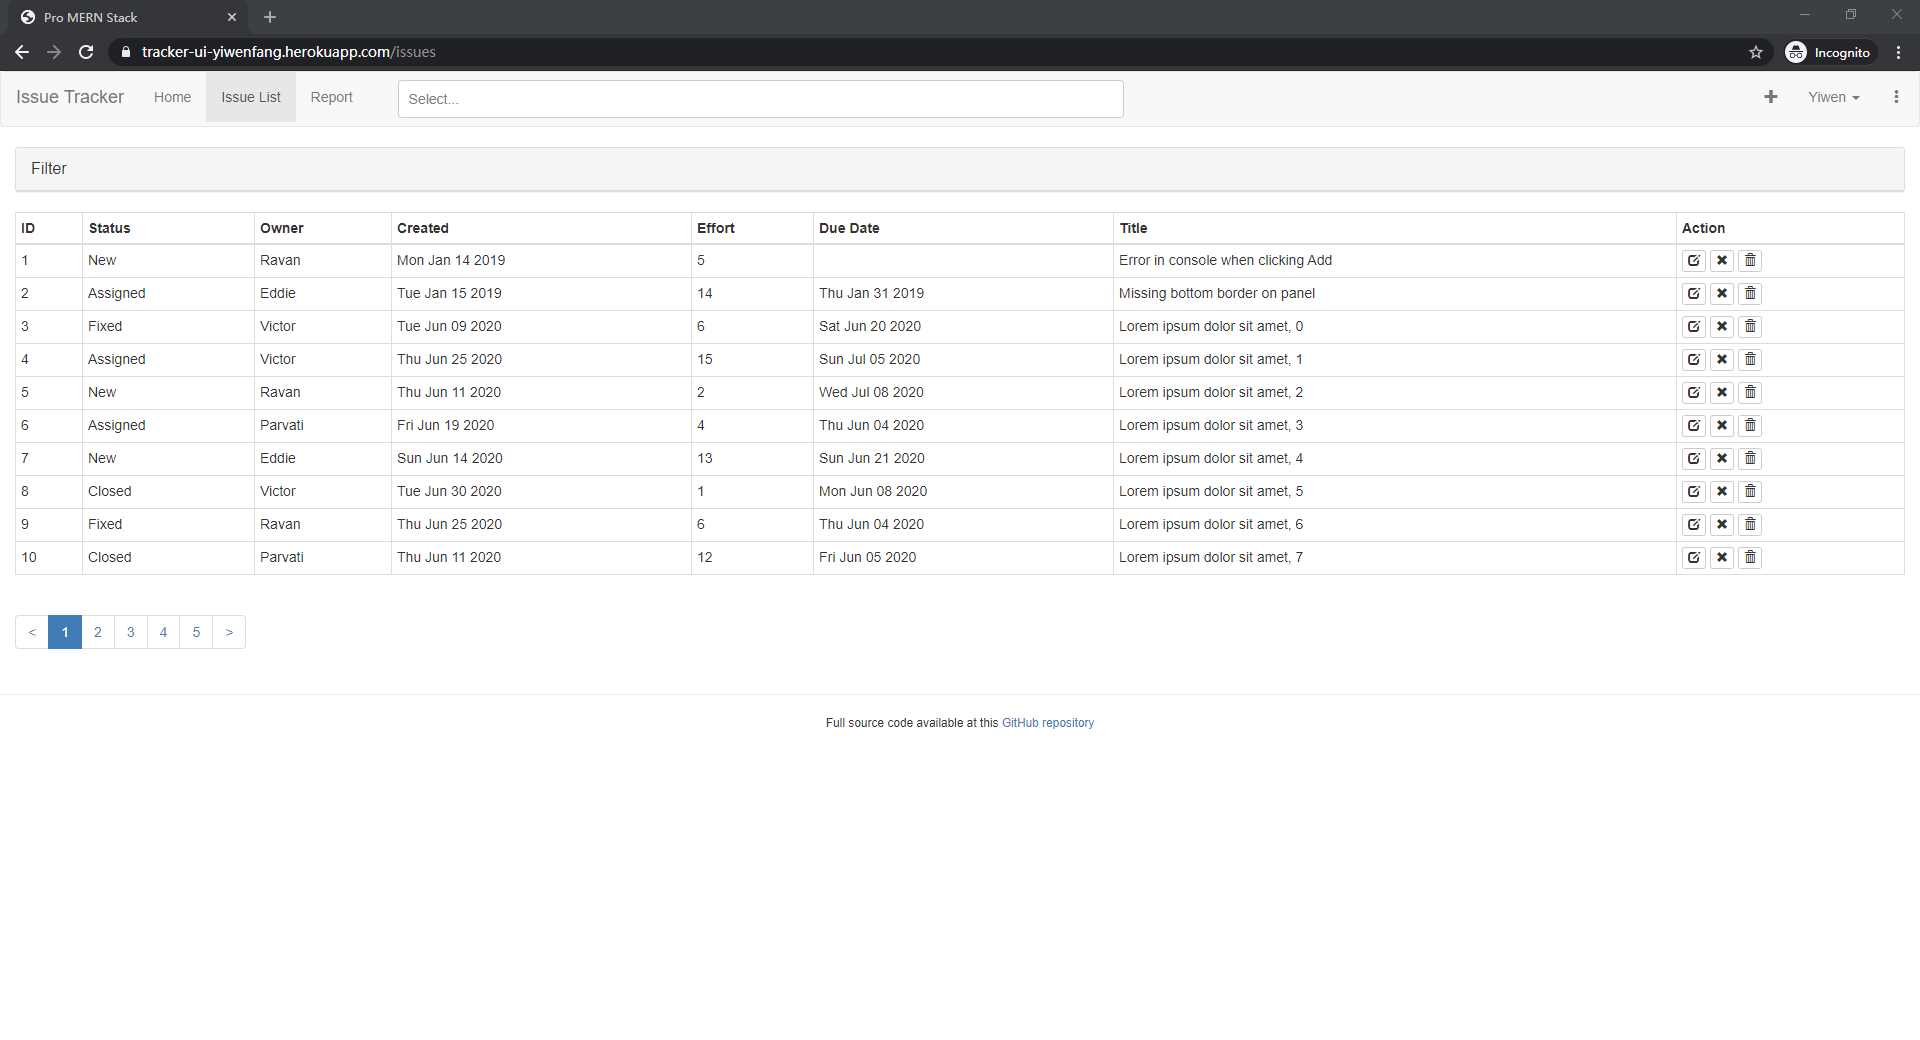 Pro MERN Stack
tracker-ui-yiwenfang.herokuapp.com/issues
Incognito
Issue Tracker Home Issue List Report Select... Yiwen
Filter
ID Status Owner Created Effort Due Date Title Action
1 New Ravan Mon Jan 14 2019 5 Error in console when clicking Add
2 Assigned Eddie Tue Jan 15 2019 14 Thu Jan 31 2019 Missing bottom border on panel
3 Fixed Victor Tue Jun 09 2020 6 Sat Jun 20 2020 Lorem ipsum dolor sit amet, 0
4 Assigned Victor Thu Jun 25 2020 15 Sun Jul 05 2020 Lorem ipsum dolor sit amet, 1
5 New Ravan Thu Jun 11 2020 2 Wed Jul 08 2020 Lorem ipsum dolor sit amet, 2
6 Assigned Parvati Fri Jun 19 2020 4 Thu Jun 04 2020 Lorem ipsum dolor sit amet, 3
7 New Eddie Sun Jun 14 2020 13 Sun Jun 21 2020 Lorem ipsum dolor sit amet, 4
8 Closed Victor Tue Jun 30 2020 1 Mon Jun 08 2020 Lorem ipsum dolor sit amet, 5
9 Fixed Ravan Thu Jun 25 2020 6 Thu Jun 04 2020 Lorem ipsum dolor sit amet, 6
10 Closed Parvati Thu Jun 11 2020 12 Fri Jun 05 2020 Lorem ipsum dolor sit amet, 7
< 1 2 3 4 5 >
Full source code available at this GitHub repository